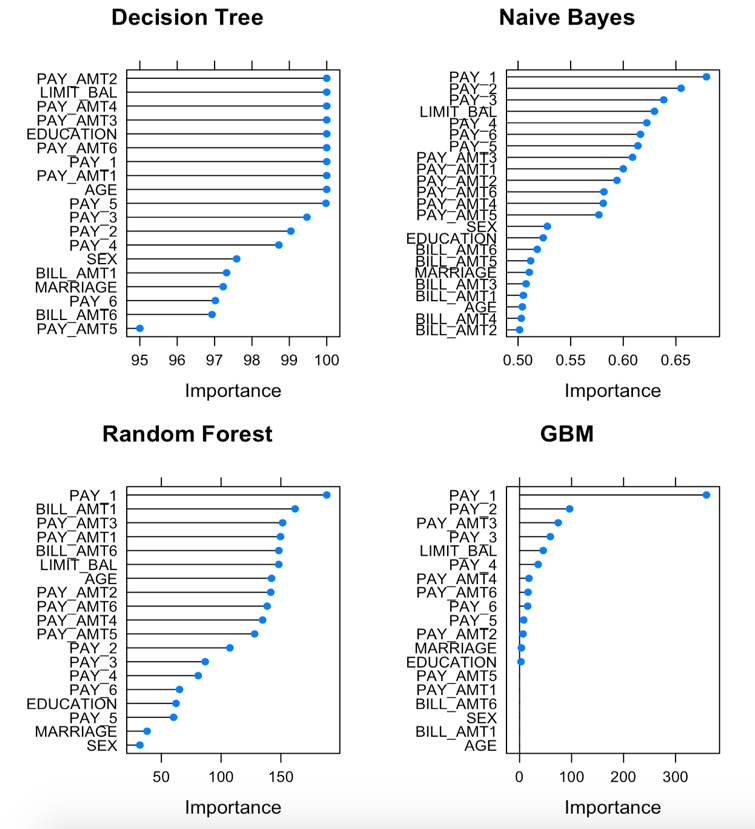 Decision Tree
PAY_AMT2
LIMIT_BAL
PAY_AMT4
PAY_AMT3
EDUCATION
PAY_AMT6
PAY_1
PAY_AMT1
AGE
PAY_5
PAY_3
PAY_2
PAY_4
SEX
BILL_AMT1
MARRIAGE
PAY_6
BILL_AMT6
PAY_AMT5
95 96 97 98 99 100
Importance
Naive Bayes
PAY_1
PAY_2
PAY_3
LIMIT_BAL
PAY_4
PAY_6
PAY_5
PAY_AMT3
PAY_AMT1
PAY_AMT2
PAY_AMT6
PAY_AMT4
PAY_AMT5
SEX
EDUCATION
BILL_AMT6
BILL_AMT5
MARRIAGE
BILL_AMT3
BILL_AMT1
AGE
BILL_AMT4
BILL_AMT2
0.50 0.55 0.60 0.65
Importance
Random Forest
PAY_1
BILL_AMT1
PAY_AMT3
PAY_AMT1
BILL_AMT6
LIMIT_BAL
AGE
PAY_AMT2
PAY_AMT6
PAY_AMT4
PAY_AMT5
PAY_2
PAY_3
PAY_4
PAY_6
EDUCATION
PAY_5
MARRIAGE
SEX
50 100 150
Importance
GBM
PAY_1
PAY_2
PAY_AMT3
PAY_3
LIMIT_BAL
PAY_4
PAY_AMT4
PAY_AMT6
PAY_6
PAY_5
PAY_AMT2
MARRIAGE
EDUCATION
PAY_AMT5
PAY_AMT1
BILL_AMT6
SEX
BILL_AMT1
AGE
0 100 200 300
Importance